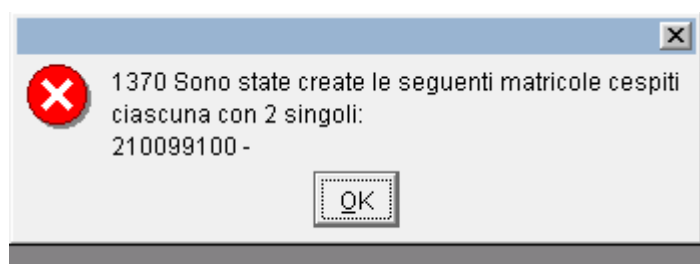 1370 Sono state create le seguenti matricole cespiti
ciascuna con 2 singoli:
210099100 -
OK